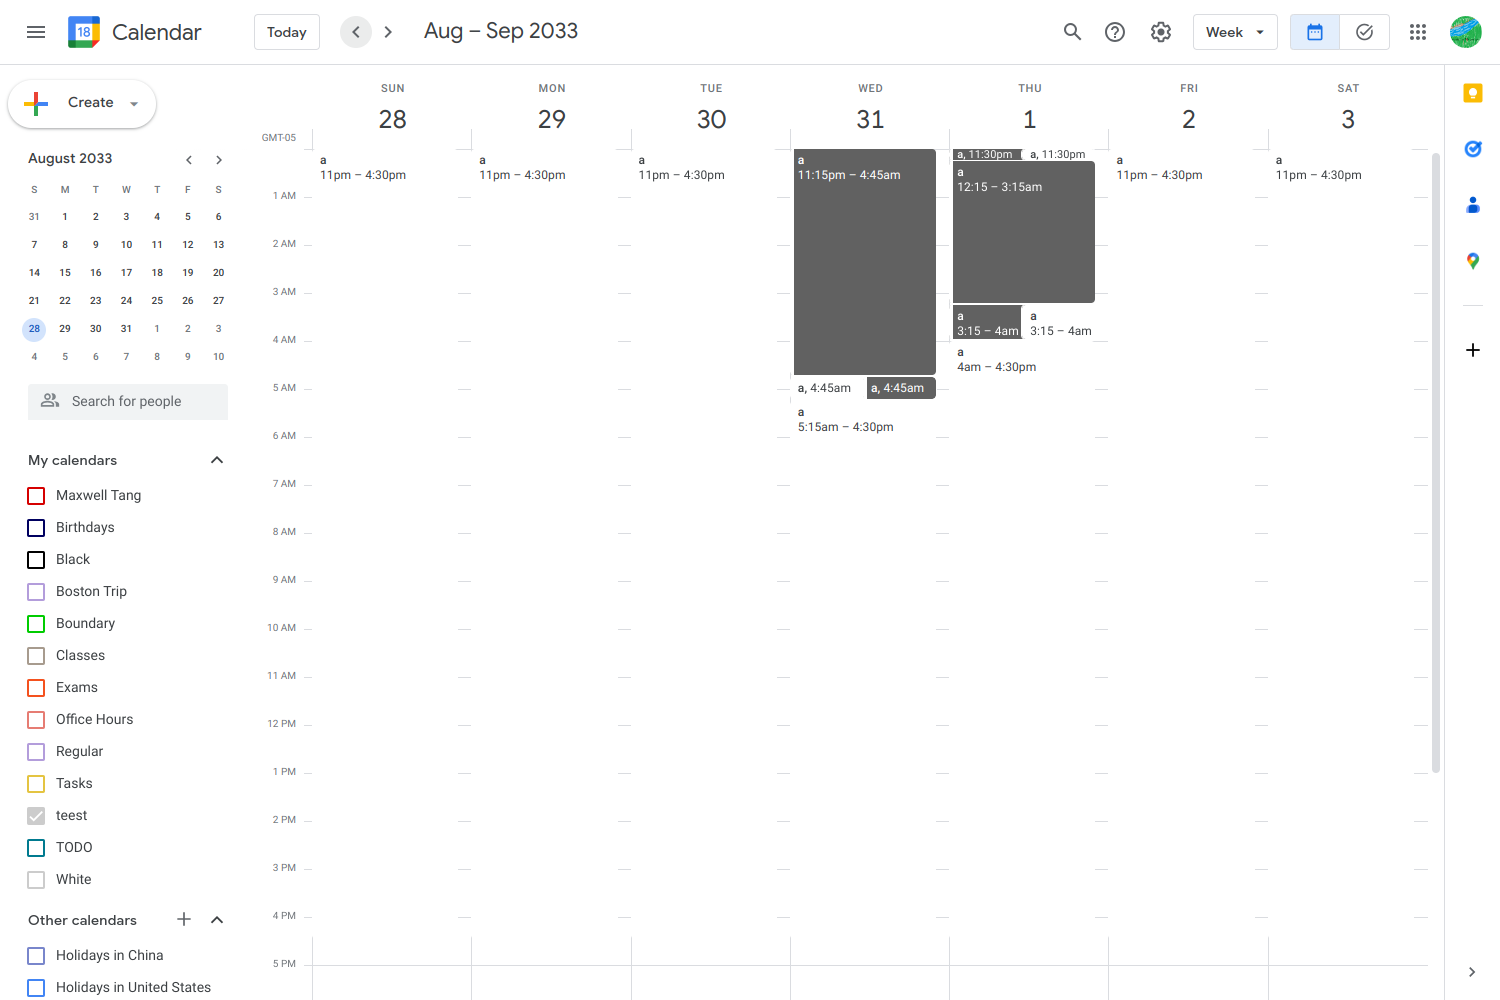 18 Calendar Today Aug – Sep 2033 Week
Create
SUN MON TUE WED THU FRI SAT
28 29 30 31 1 2 3
GMT-05
August 2033
S M T W T F S
31 1 2 3 4 5 6
7 8 9 10 11 12 13
14 15 16 17 18 19 20
21 22 23 24 25 26 27
28 29 30 31 1 2 3
4 5 6 7 8 9 10
Search for people
My calendars
Maxwell Tang
Birthdays
Black
Boston Trip
Boundary
Classes
Exams
Office Hours
Regular
Tasks
teest
TODO
White
Other calendars
Holidays in China
Holidays in United States
1 AM
2 AM
3 AM
4 AM
5 AM
6 AM
7 AM
8 AM
9 AM
10 AM
11 AM
12 PM
1 PM
2 PM
3 PM
4 PM
5 PM
a
11pm – 4:30pm
a
11pm – 4:30pm
a
11pm – 4:30pm
a
11:15pm – 4:45am
a, 4:45am
a, 4:45am
a
5:15am – 4:30pm
a, 11:30pm
a, 11:30pm
a
12:15 – 3:15am
a
3:15 – 4am
a
3:15 – 4am
a
4am – 4:30pm
a
11pm – 4:30pm
a
11pm – 4:30pm